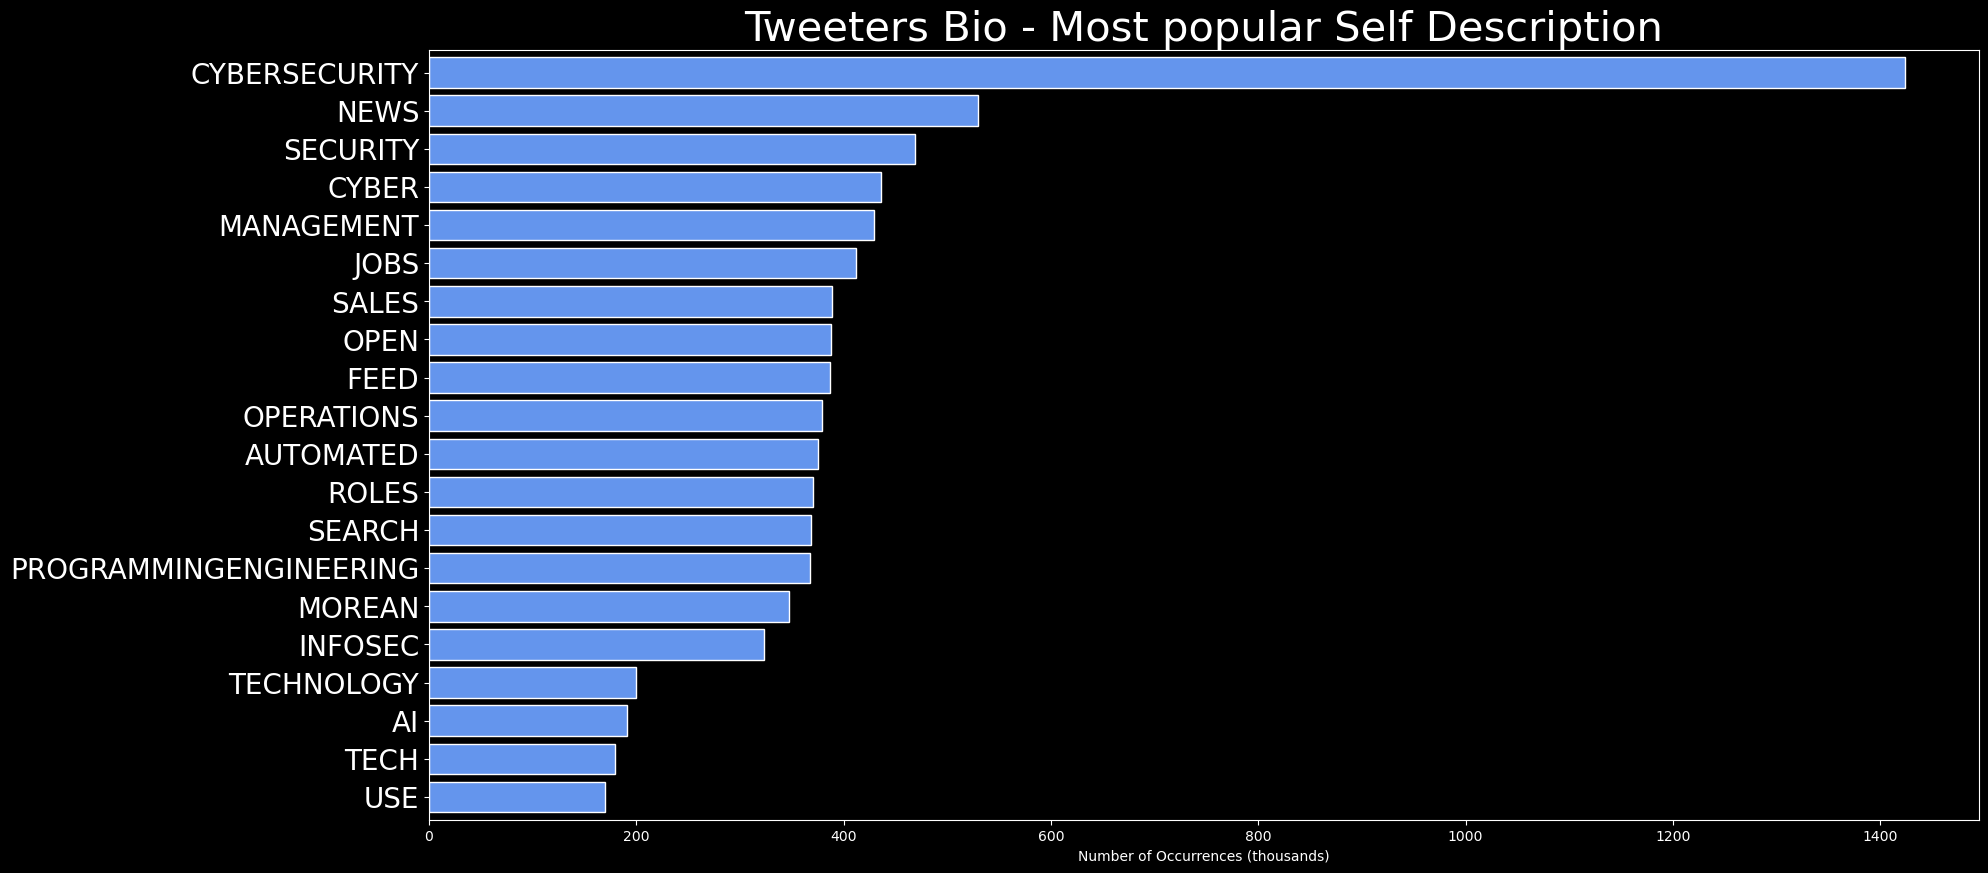 Tweeters Bio - Most popular Self Description
CYBERSECURITY
NEWS
SECURITY
CYBER
MANAGEMENT
JOBS
SALES
OPEN
FEED
OPERATIONS
AUTOMATED
ROLES
SEARCH
PROGRAMMINGENGINEERING
MOREAN
INFOSEC
TECHNOLOGY
AI
TECH
USE
0 200 400 600 800 1000 1200 1400
Number of Occurrences (thousands)